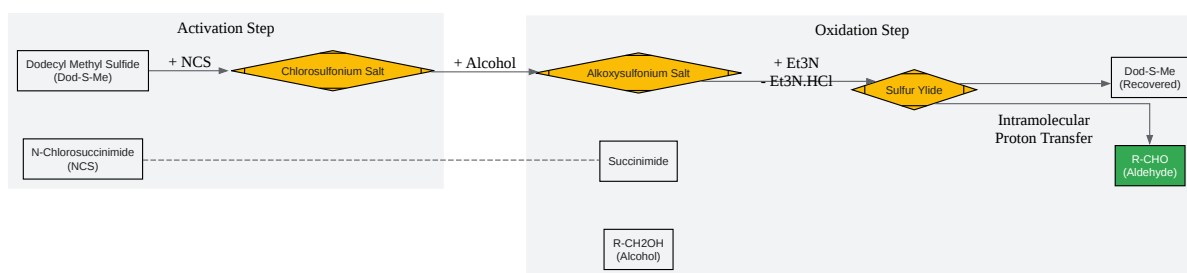 Activation Step
Oxidation Step
Dodecyl Methyl Sulfide
(Dod-S-Me)
+ NCS
Chlorosulfonium Salt
+ Alcohol
Alkoxysulfonium Salt
+ Et3N
- Et3N.HCl
Sulfur Ylide
Dod-S-Me
(Recovered)
Intramolecular
Proton Transfer
N-Chlorosuccinimide
(NCS)
Succinimide
R-CHO
(Aldehyde)
R-CH2OH
(Alcohol)